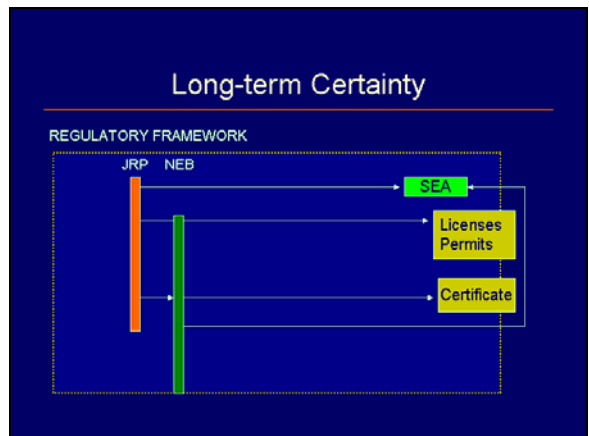 Long-term Certainty
REGULATORY FRAMEWORK
JRP NEB
SEA
Licenses
Permits
Certificate